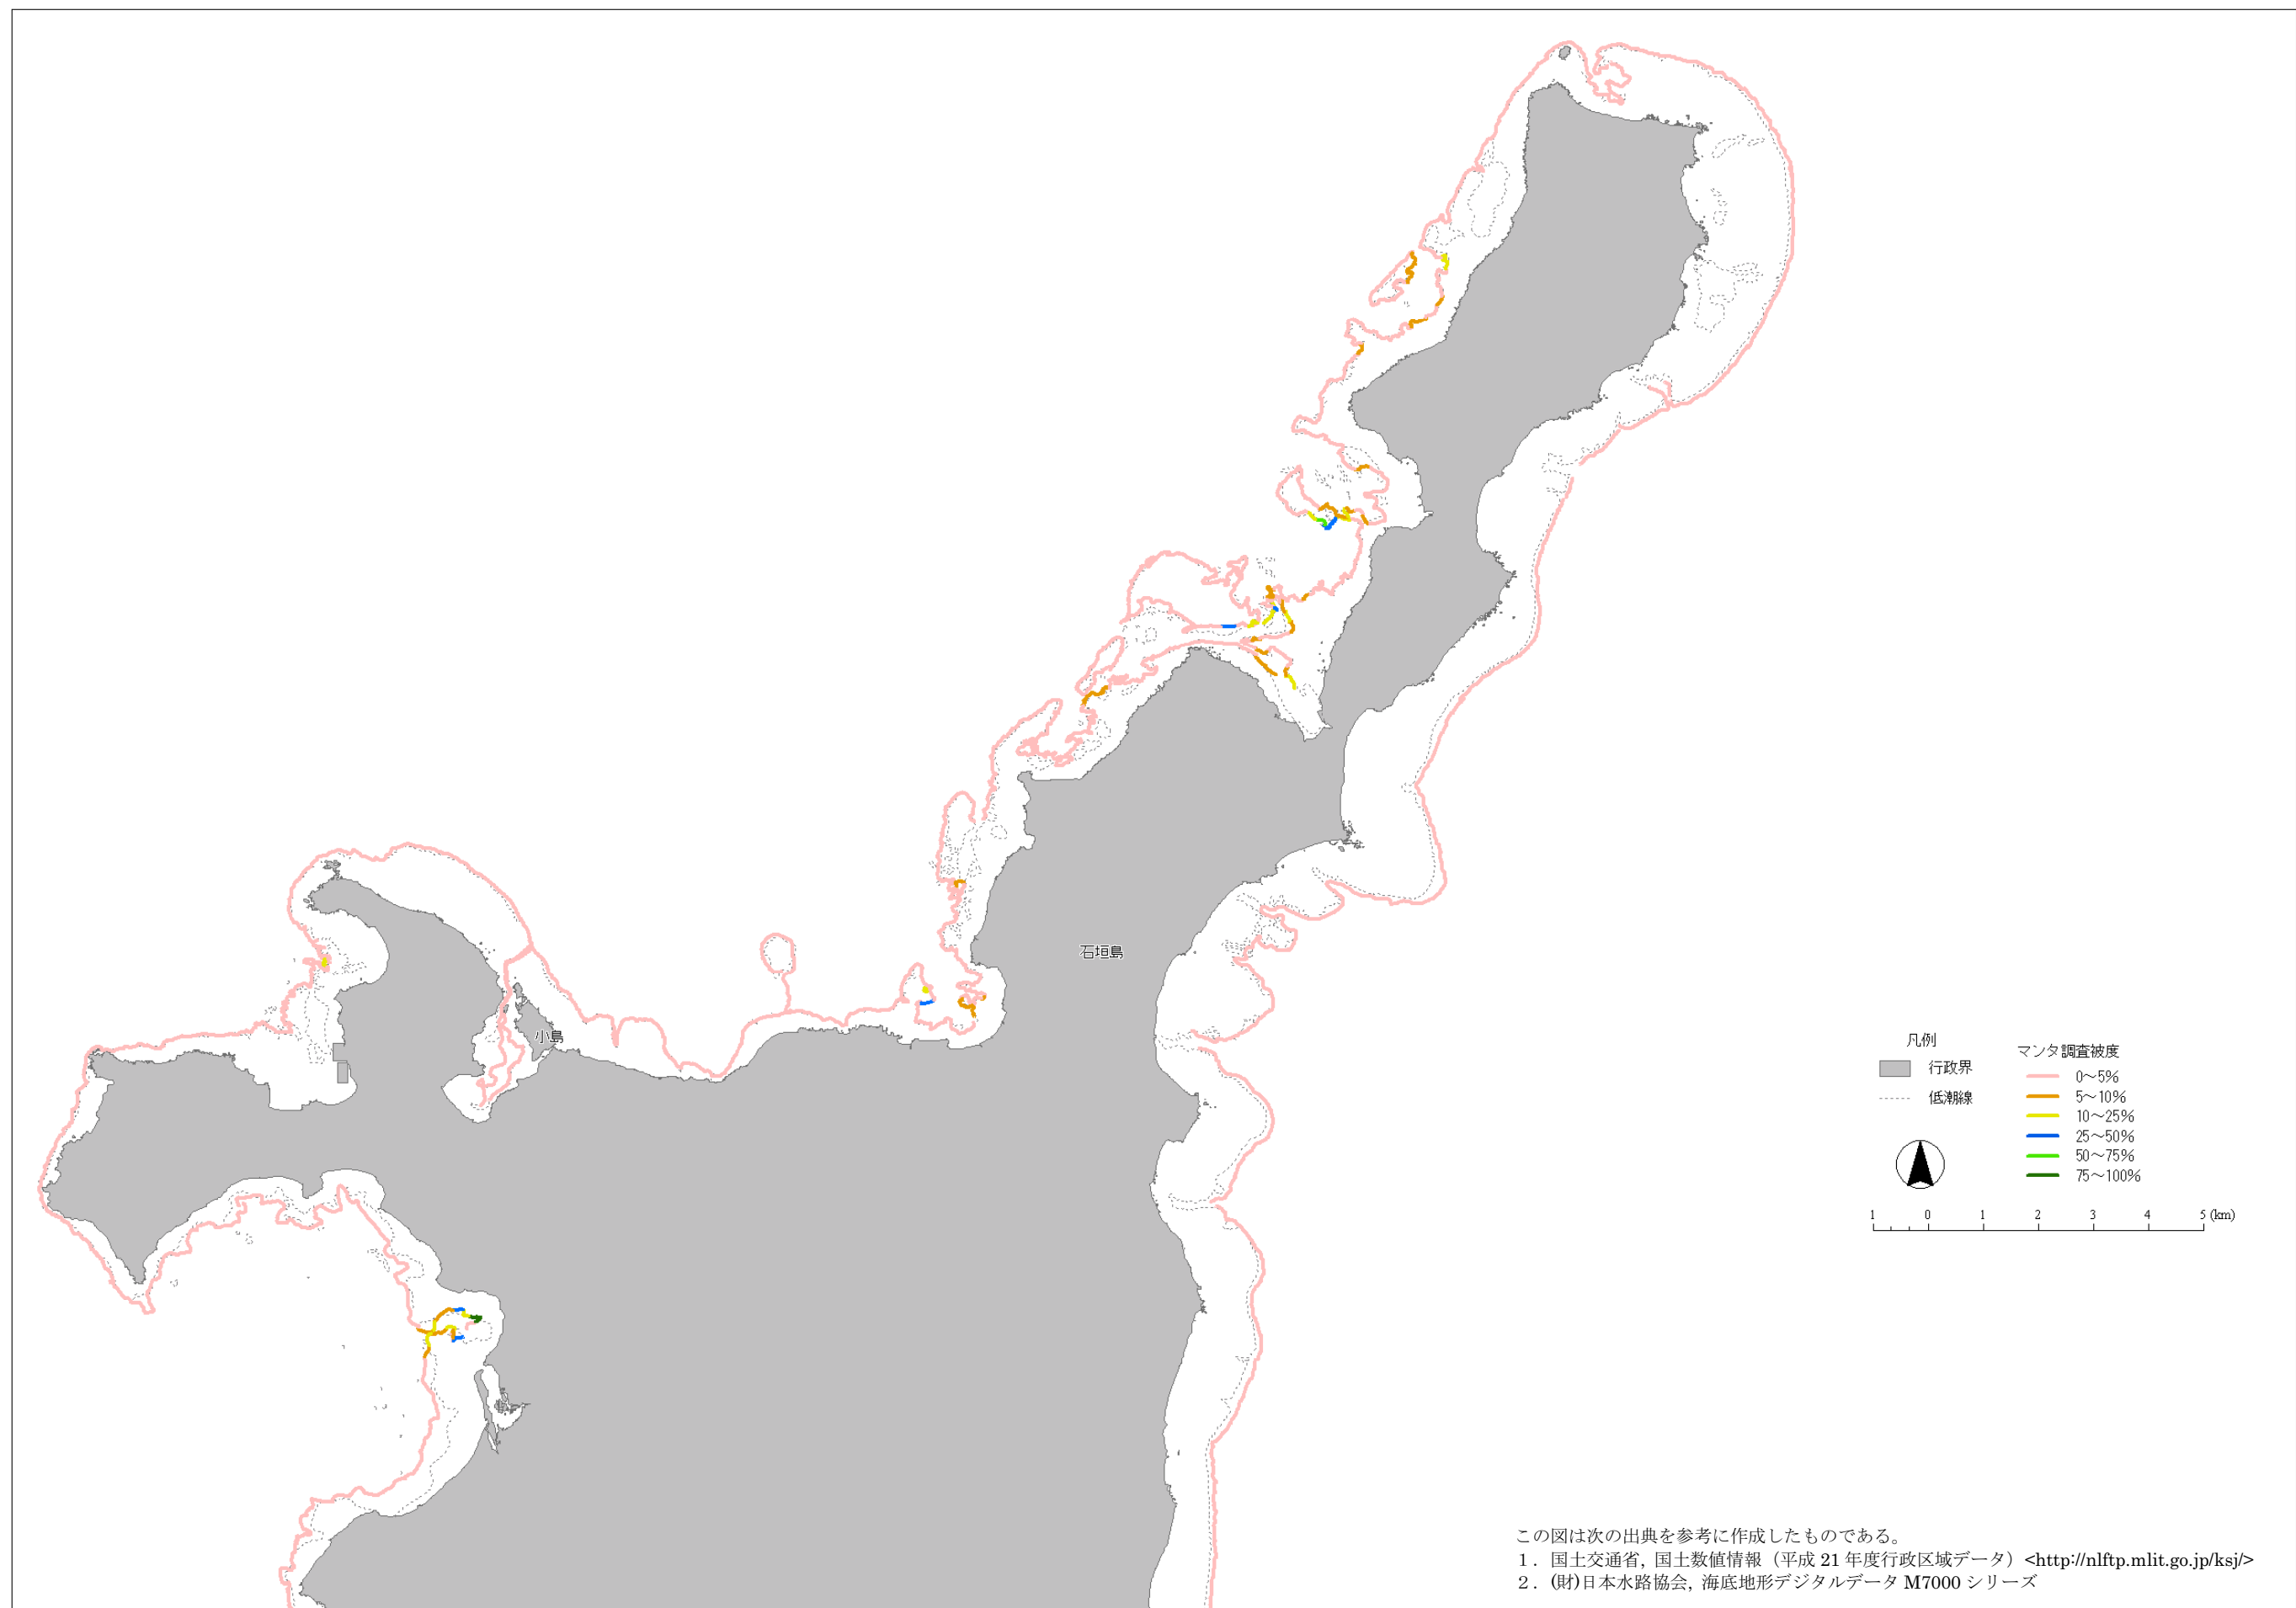 石垣島
小島
凡例
行政界
低潮線
マンタ調査被度
0～5%
5～10%
10～25%
25～50%
50～75%
75～100%
1 0 1 2 3 4 5 (km)
この図は次の出典を参考に作成したものである。
1．国土交通省, 国土数値情報（平成 21 年度行政区域データ）<http://nlftp.mlit.go.jp/ksj/>
2．(財)日本水路協会, 海底地形デジタルデータ M7000 シリーズ